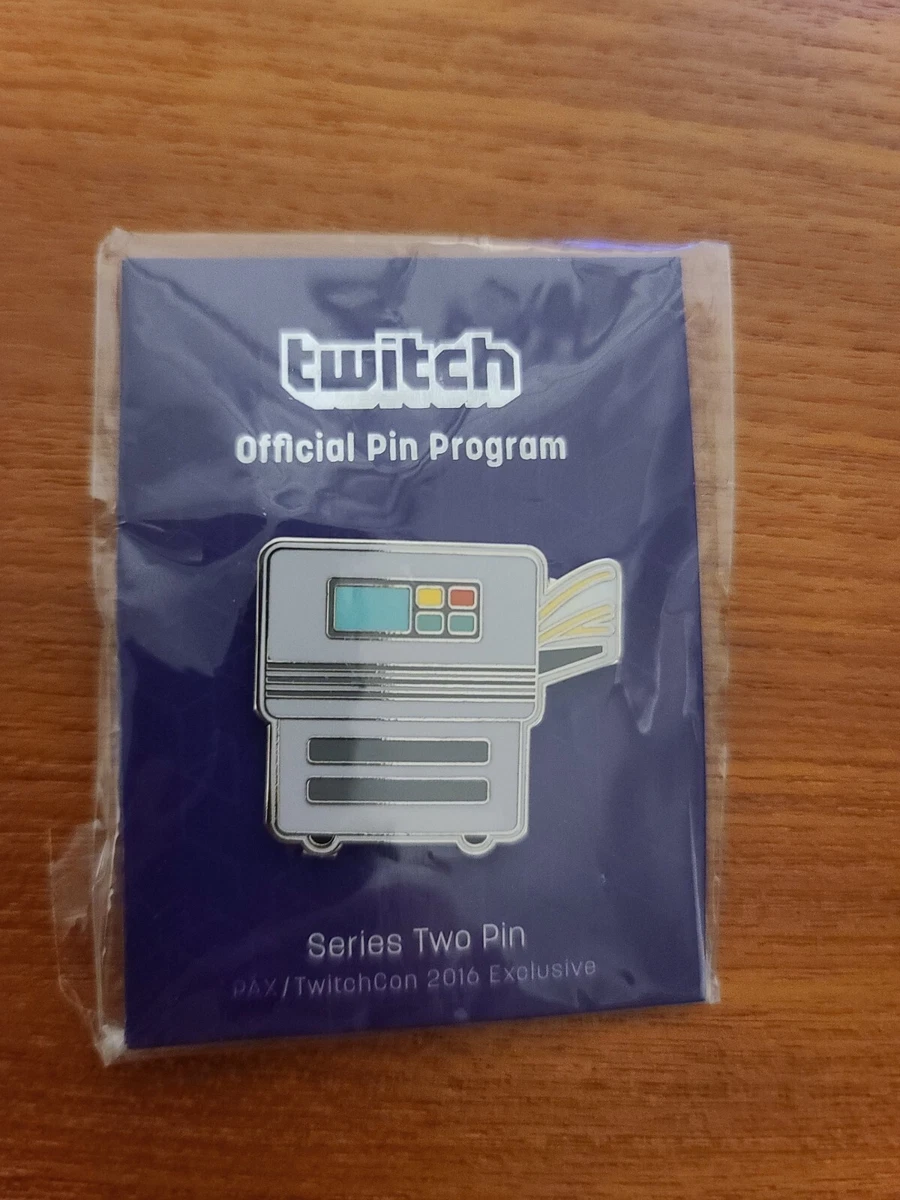 twitch
Official Pin Program
Series Two Pin
PAX/TwitchCon 2016 Exclusive